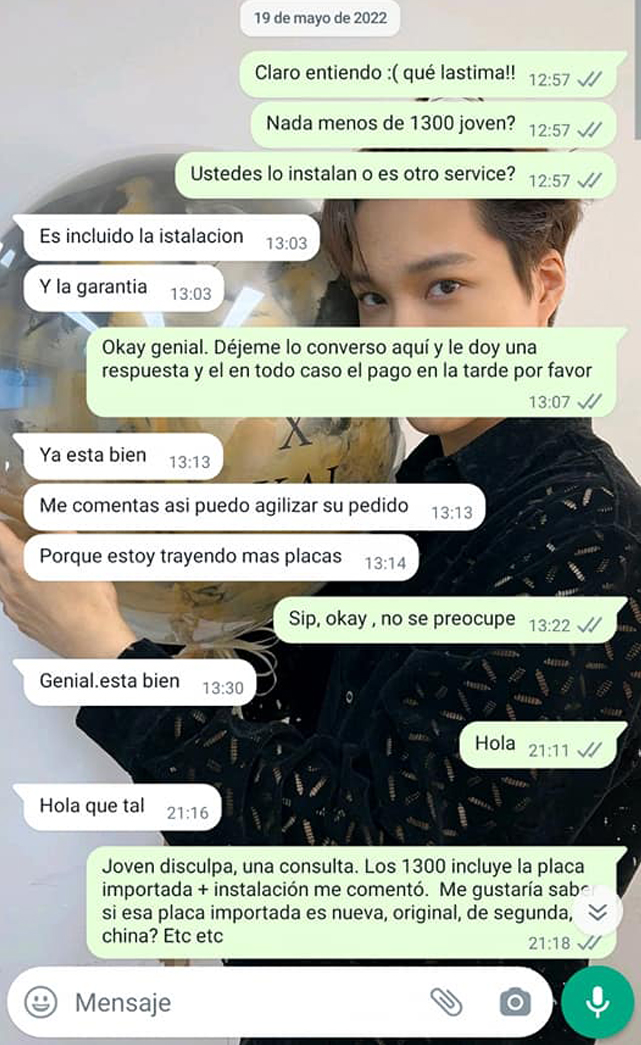 19 de mayo de 2022
Claro entiendo :( qué lastima!! 12:57
Nada menos de 1300 joven? 12:57
Ustedes lo instalan o es otro service? 12:57
Es incluido la istalacion 13:03
Y la garantia 13:03
Okay genial. Déjeme lo converso aquí y le doy una
respuesta y el en todo caso el pago en la tarde por favor
13:07
Ya esta bien 13:13
Me comentas asi puedo agilizar su pedido 13:13
Porque estoy trayendo mas placas 13:14
Sip, okay , no se preocupe 13:22
Genial.esta bien 13:30
Hola 21:11
Hola que tal 21:16
Joven disculpa, una consulta. Los 1300 incluye la placa
importada + instalación me comentó. Me gustaría saber
si esa placa importada es nueva, original, de segunda,
china? Etc etc
21:18
Mensaje